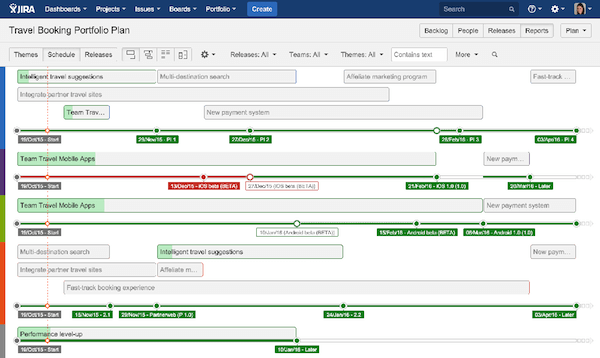 JIRA Dashboards Projects Issues Boards Portfolio Create Search
Travel Booking Portfolio Plan Backlog People Releases Reports Plan
Themes Schedule Releases Releases: All Teams: All Themes: All Contains text More
Intelligent travel suggestions Multi-destination search Affeliate marketing program Fast-track ...
Integrate partner travel sites
Team Trav... New payment system
16/Oct/15 - Start 29/Nov/15 - PI 1 27/Dec/15 - PI 2 28/Feb/16 - PI 3 03/Apr/16 - PI 4
Team Travel Mobile Apps New paym...
16/Oct/15 - Start 13/Dec/15 - iOS beta (BETA) 27/Dec/15 (iOS beta (BETA)) 21/Feb/16 - iOS 1.0 (1.0) 20/Mar/16 - Later
Team Travel Mobile Apps New payment system
16/Oct/15 - Start 10/Jan/16 (Android beta (BETA)) 15/Feb/16 - Android beta (BETA) 06/Mar/16 - Android 1.0 (1.0)
Multi-destination search Intelligent travel suggestions New paym...
Integrate partner travel sites Affeliate m...
Fast-track booking experience
16/Oct/15 - Start 15/Nov/15 - 2.1 29/Nov/15 - Partnerweb (P 1.0) 24/Jan/16 - 2.2 03/Apr/16 - Later
Performance level-up
16/Oct/15 - Start 10/Jan/16 - Later